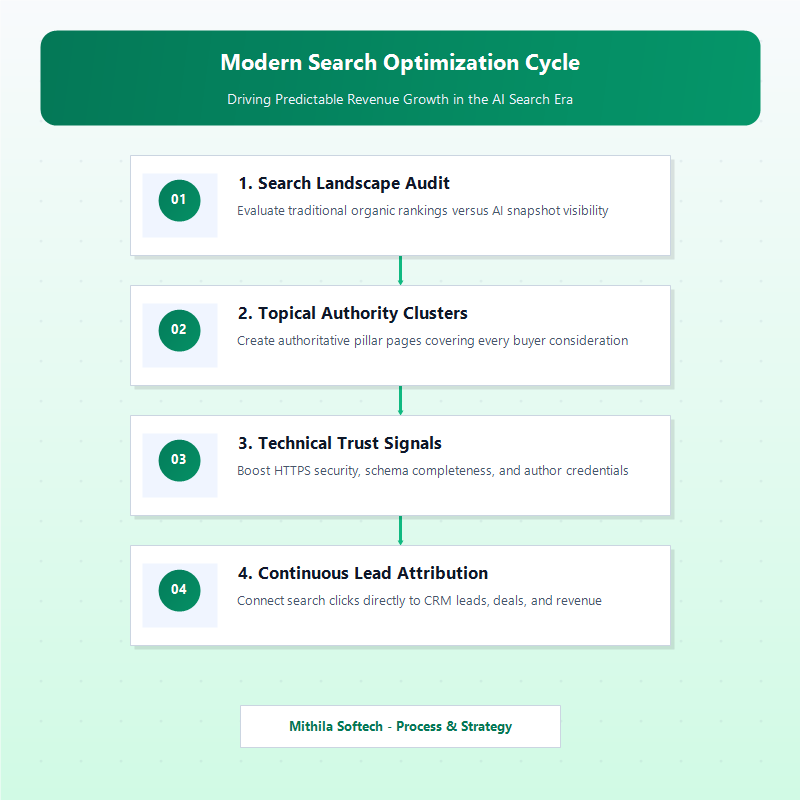 Modern Search Optimization Cycle
Driving Predictable Revenue Growth in the AI Search Era
01
1. Search Landscape Audit
Evaluate traditional organic rankings versus AI snapshot visibility
02
2. Topical Authority Clusters
Create authoritative pillar pages covering every buyer consideration
03
3. Technical Trust Signals
Boost HTTPS security, schema completeness, and author credentials
04
4. Continuous Lead Attribution
Connect search clicks directly to CRM leads, deals, and revenue
Mithila Softech - Process & Strategy